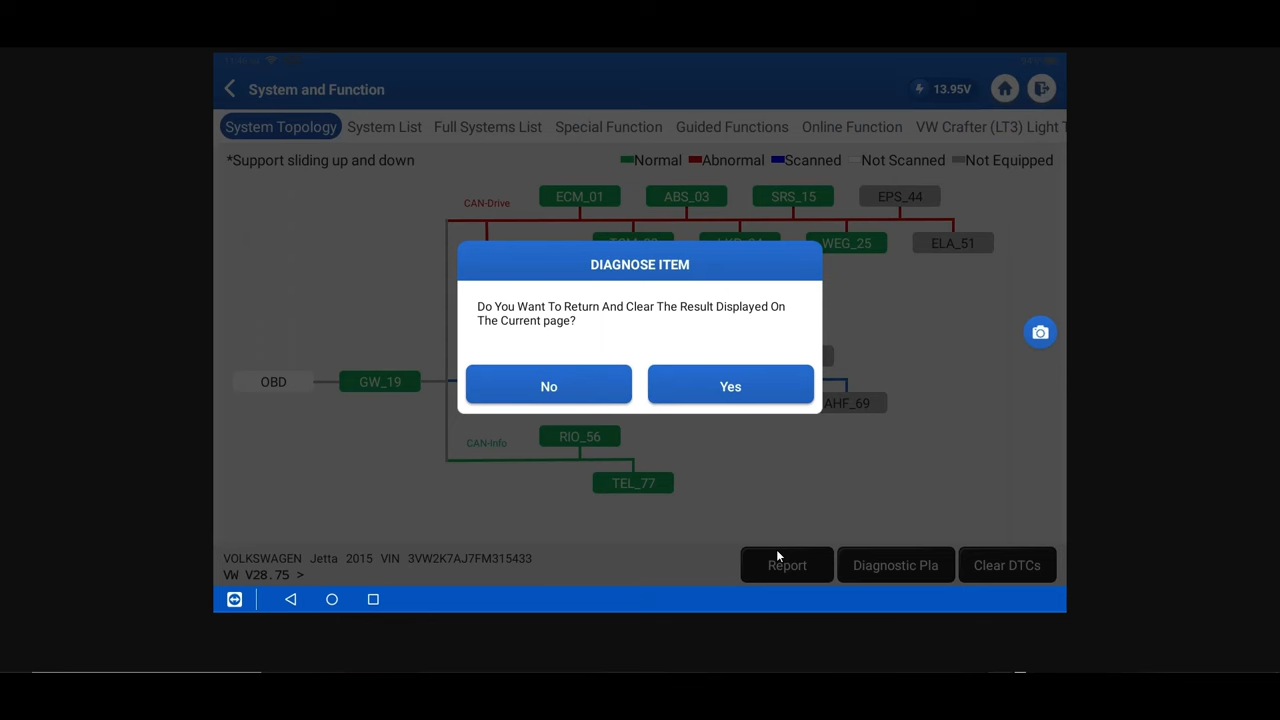 System and Function
13.95V
System Topology System List Full Systems List Special Function Guided Functions Online Function VW Crafter (LT3) Light T
*Support sliding up and down
Normal Abnormal Scanned Not Scanned Not Equipped
CAN-Drive
ECM_01 ABS_03 SRS_15 EPS_44
WEG_25 ELA_51
DIAGNOSE ITEM
Do You Want To Return And Clear The Result Displayed On
The Current page?
No Yes
OBD GW_19
AHF_69
CAN-Info
RIO_56
TEL_77
VOLKSWAGEN Jetta 2015 VIN 3VW2K7AJ7FM315433
VW V28.75 >
Report Diagnostic Pla Clear DTCs